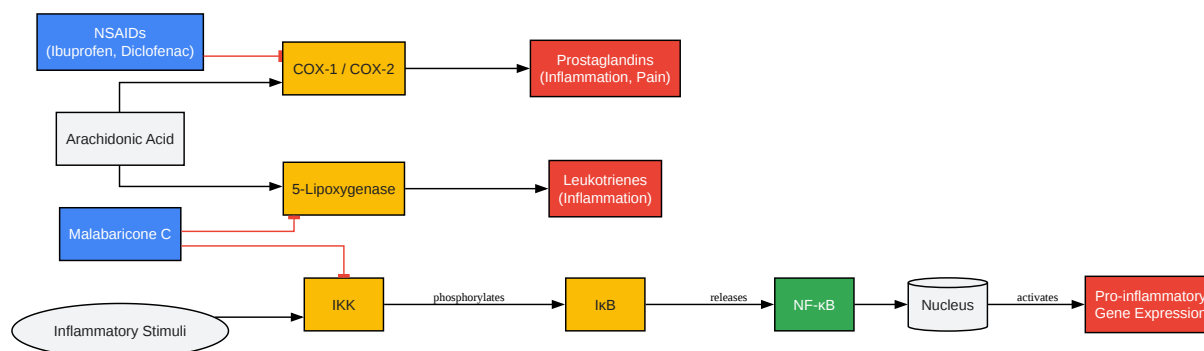 NSAIDs
(Ibuprofen, Diclofenac)
COX-1 / COX-2
Prostaglandins
(Inflammation, Pain)
Arachidonic Acid
5-Lipoxygenase
Leukotrienes
(Inflammation)
Malabaricone C
Inflammatory Stimuli
IKK
phosphorylates
IκB
releases
NF-κB
Nucleus
activates
Pro-inflammatory
Gene Expression